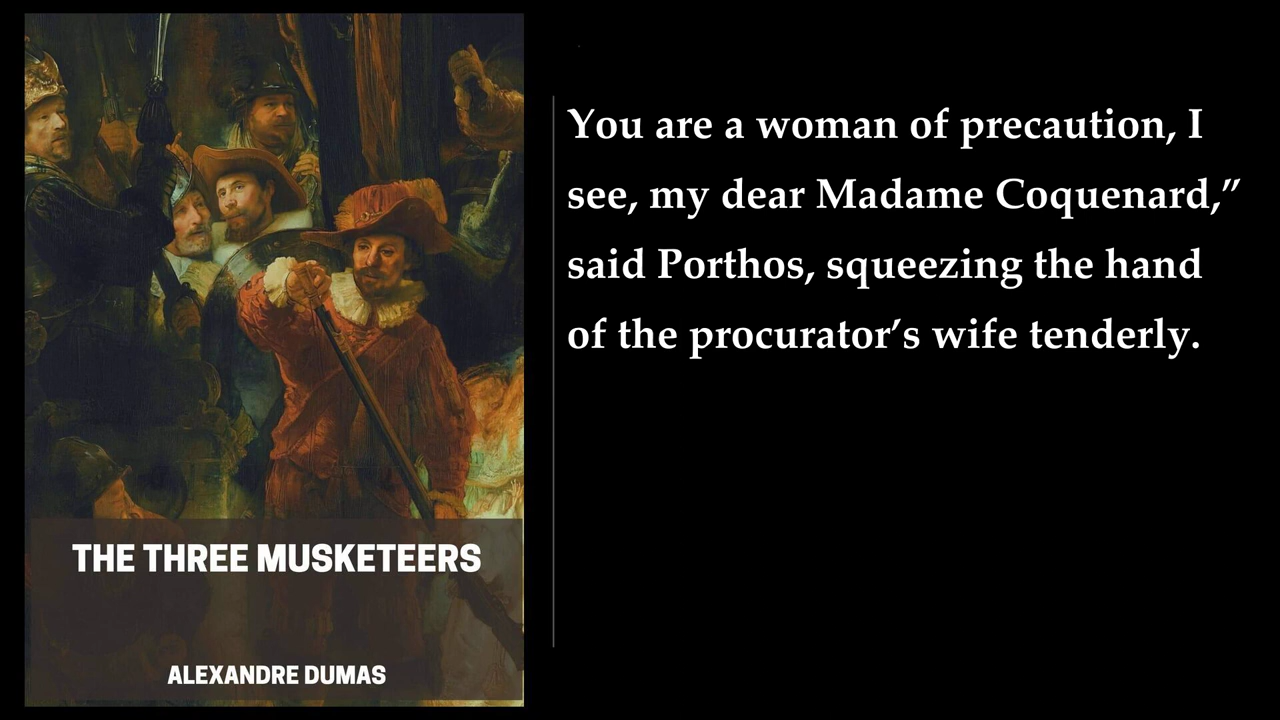 THE THREE MUSKETEERS
ALEXANDRE DUMAS
You are a woman of precaution, I
see, my dear Madame Coquenard,”
said Porthos, squeezing the hand
of the procurator’s wife tenderly.